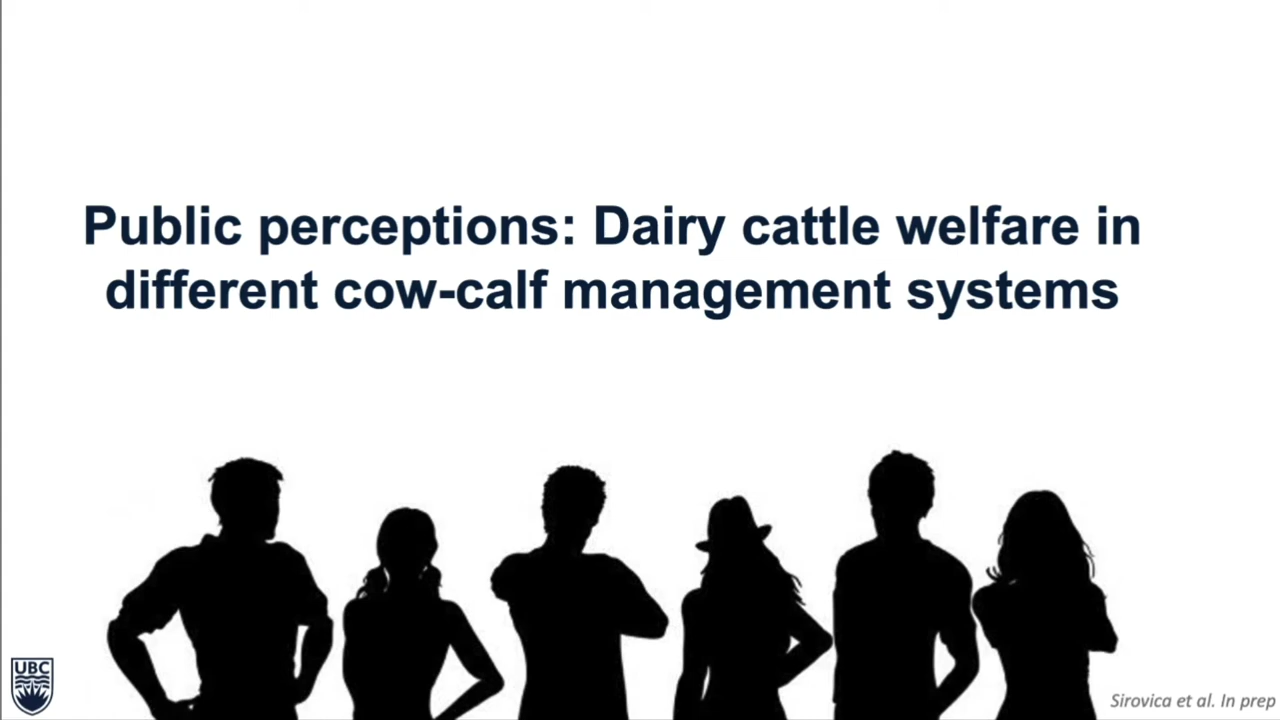 Public perceptions: Dairy cattle welfare in
different cow-calf management systems
UBC
Sirovica et al. In prep